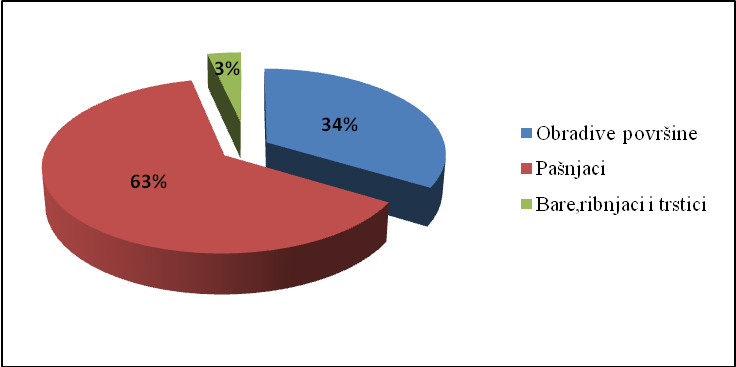 3%
34%
63%
Obradive površine
Pašnjaci
Bare,ribnjaci i trstici